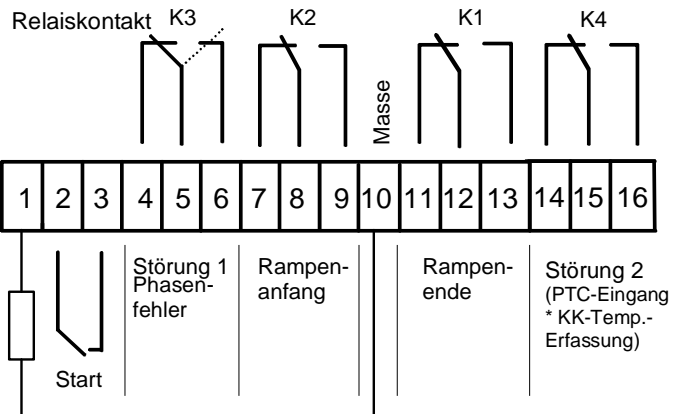 Relaiskontakt K3 K2 K1 K4
Masse
1 2 3 4 5 6 7 8 9 10 11 12 13 14 15 16
Störung 1
Phasen-
fehler
Rampen-
anfang
Rampen-
ende
Störung 2
(PTC-Eingang
* KK-Temp.-
Erfassung)
Start